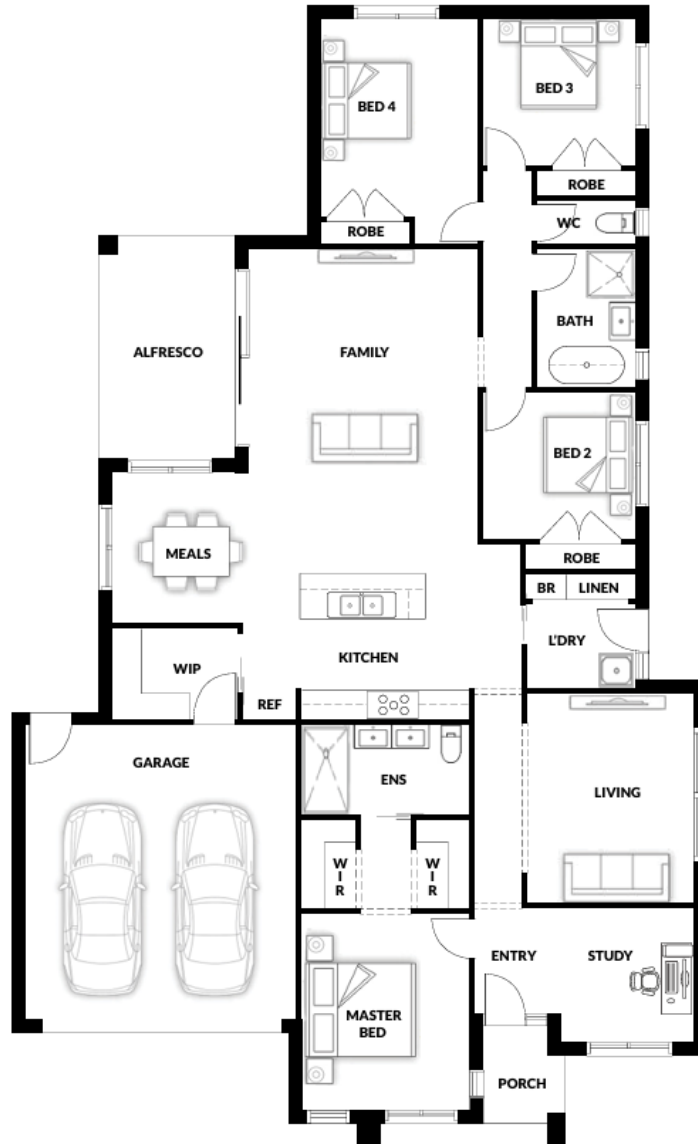 BED 3
BED 4
ROBE
WC
ROBE
BATH
ALFRESCO
FAMILY
BED 2
MEALS
ROBE
BR
LINEN
L'DRY
KITCHEN
WIP
REF
GARAGE
ENS
LIVING
W
I
R
W
I
R
ENTRY
STUDY
MASTER
BED
PORCH